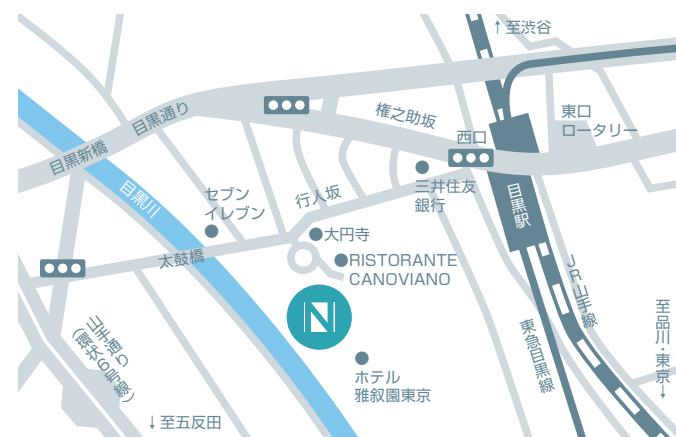 ↑至渋谷
目黒通り
権之助坂
東口
ロータリー
西口
目黒新橋
三井住友
銀行
目黒駅
目黒川
セブン
イレブン
行人坂
大円寺
太鼓橋
RISTORANTE
CANOVIANO
JR山手線
N
至品川・東京→
山手通り
(環状6号線)
東急目黒線
ホテル
雅叙園東京
↓至五反田